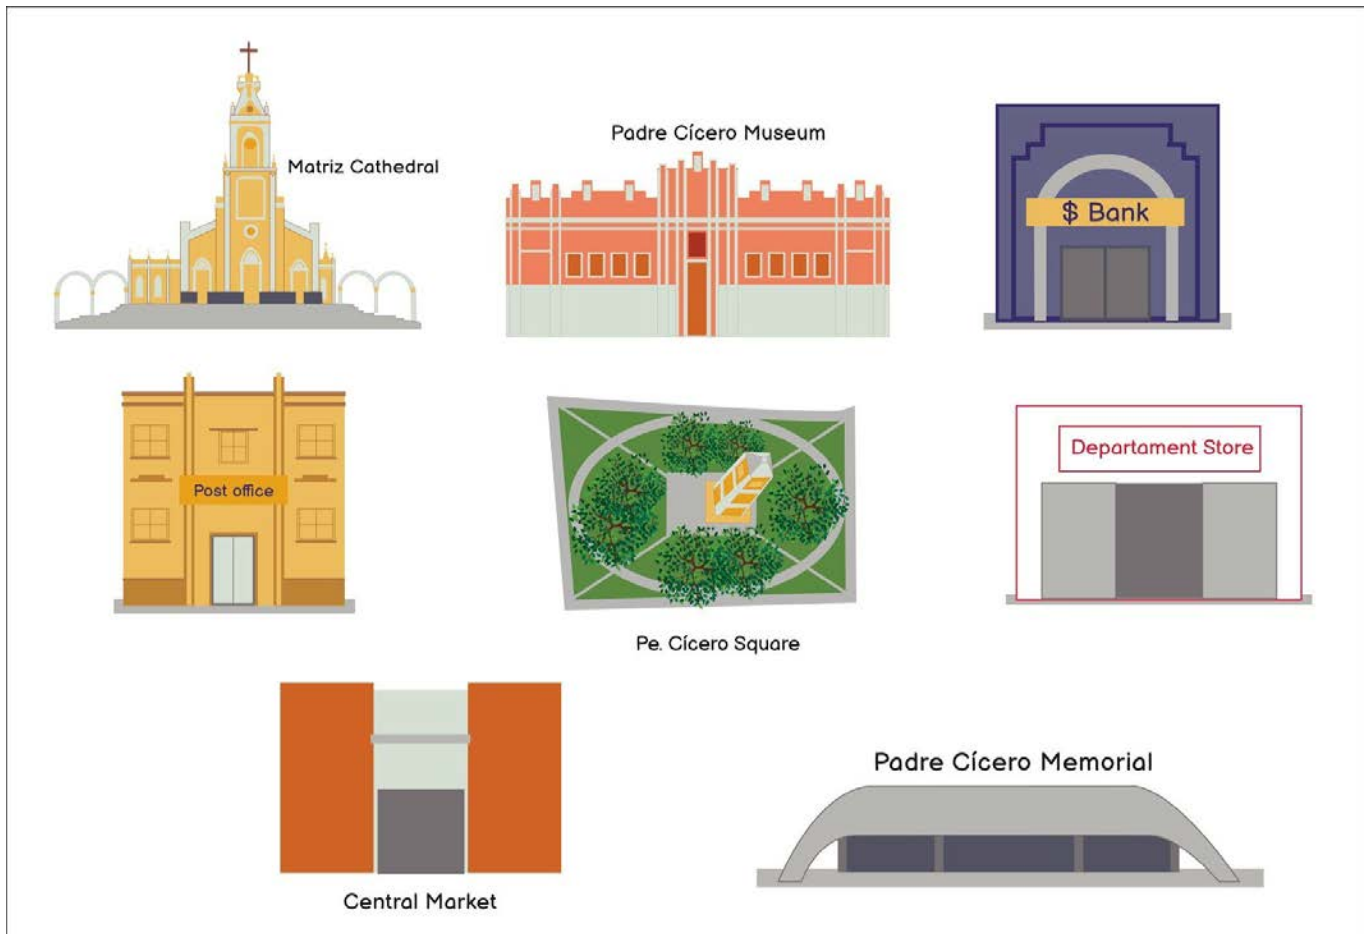 Matriz Cathedral
Padre Cícero Museum
$ Bank
Post office
Pe. Cícero Square
Departament Store
Central Market
Padre Cícero Memorial